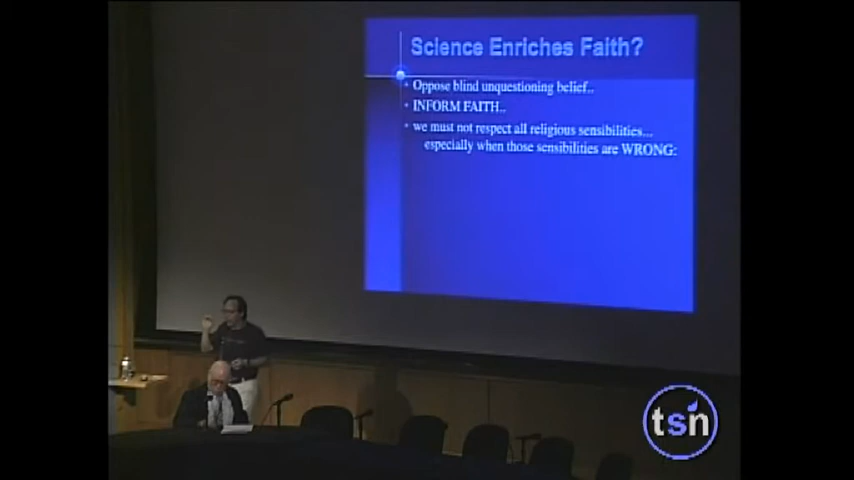 Science Enriches Faith?
Oppose blind unquestioning belief..
INFORM FAITH..
we must not respect all religious sensibilities...
especially when those sensibilities are WRONG:
tsn